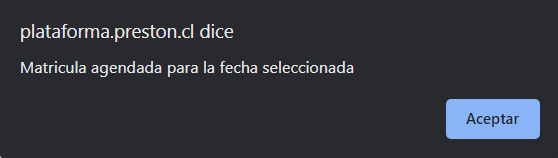 plataforma.preston.cl dice
Matricula agendada para la fecha seleccionada
Aceptar